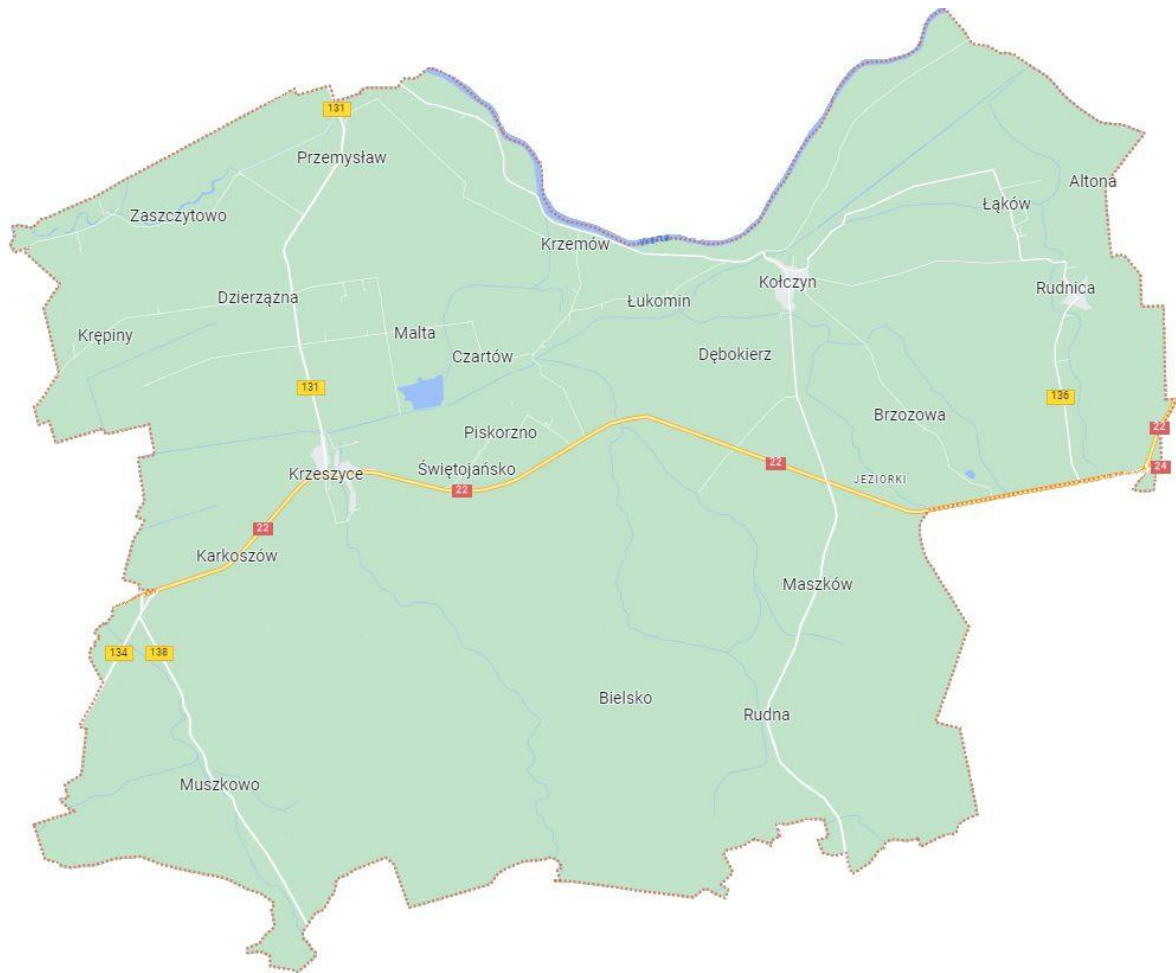 131
Przemysław
Altona
Łąków
Zaszczytowo
Krzemów
Kołczyn
Rudnica
Dzierzążna
Łukomin
Krępiny
Malta
Czartów
Dębokierz
131
136
Brzozowa
22
Piskorzno
Krzeszyce
Świętojańsko
22
22
24
JEZIORKI
22
Karkoszów
Maszków
134
138
Bielsko
Rudna
Muszkowo